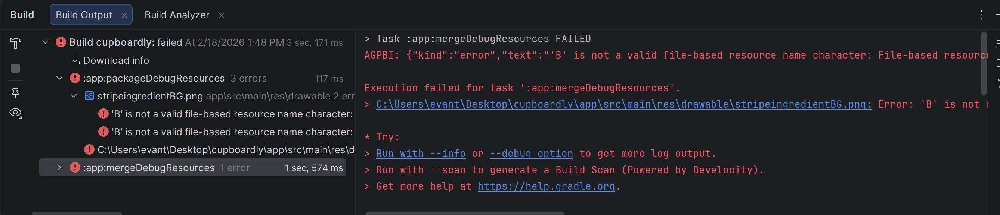 Build Build Output Build Analyzer
Build cupboardly: failed At 2/18/2026 1:48 PM 3 sec, 171 ms
Download info
:app:packageDebugResources 3 errors 117 ms
stripeingredientBG.png app\src\main\res\drawable 2 err
'B' is not a valid file-based resource name character:
'B' is not a valid file-based resource name character:
C:\Users\evant\Desktop\cupboardly\app\src\main\res\d
:app:mergeDebugResources 1 error 1 sec, 574 ms
> Task :app:mergeDebugResources FAILED
AGPBI: {"kind":"error","text":"'B' is not a valid file-based resource name character: File-based resource
Execution failed for task ':app:mergeDebugResources'.
> C:\Users\evant\Desktop\cupboardly\app\src\main\res\drawable\stripeingredientBG.png: Error: 'B' is not a
* Try:
> Run with --info or --debug option to get more log output.
> Run with --scan to generate a Build Scan (Powered by Develocity).
> Get more help at https://help.gradle.org.